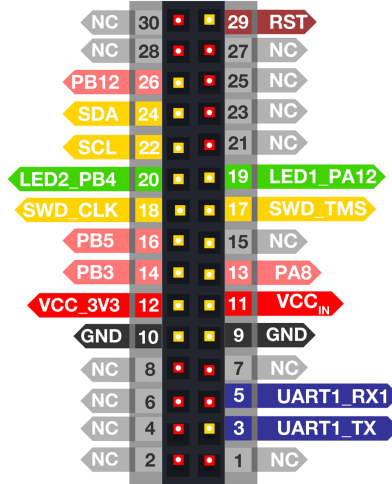 NC 30 29 RST
NC 28 27 NC
PB12 26 25 NC
SDA 24 23 NC
SCL 22 21 NC
LED2_PB4 20 19 LED1_PA12
SWD_CLK 18 17 SWD_TMS
PB5 16 15 NC
PB3 14 13 PA8
VCC_3V3 12 11 VCC_IN
GND 10 9 GND
NC 8 7 NC
NC 6 5 UART1_RX1
NC 4 3 UART1_TX
NC 2 1 NC